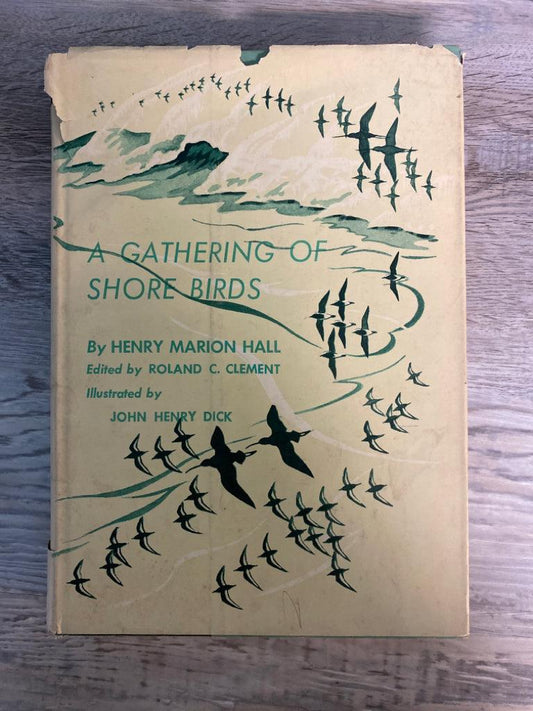 A GATHERING OF
SHORE BIRDS
By HENRY MARION HALL
Edited by ROLAND C. CLEMENT
Illustrated by
JOHN HENRY DICK